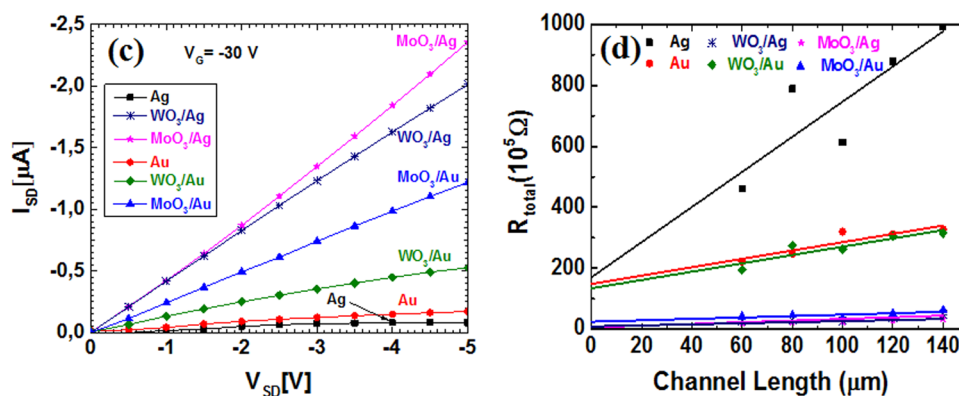 (c)
V_G= -30 V
-2,5
-2,0
-1,5
-1,0
-0,5
0,0
I_SD[µA]
Ag
WO₃/Ag
MoO₃/Ag
Au
WO₃/Au
MoO₃/Au
MoO₃/Ag
WO₃/Ag
MoO₃/Au
WO₃/Au
Ag
Au
0 -1 -2 -3 -4 -5
V_SD[V]
(d)
1000
800
600
400
200
0
R_total(10⁵Ω)
Ag WO₃/Ag MoO₃/Ag
Au WO₃/Au MoO₃/Au
0 20 40 60 80 100 120 140
Channel Length (µm)